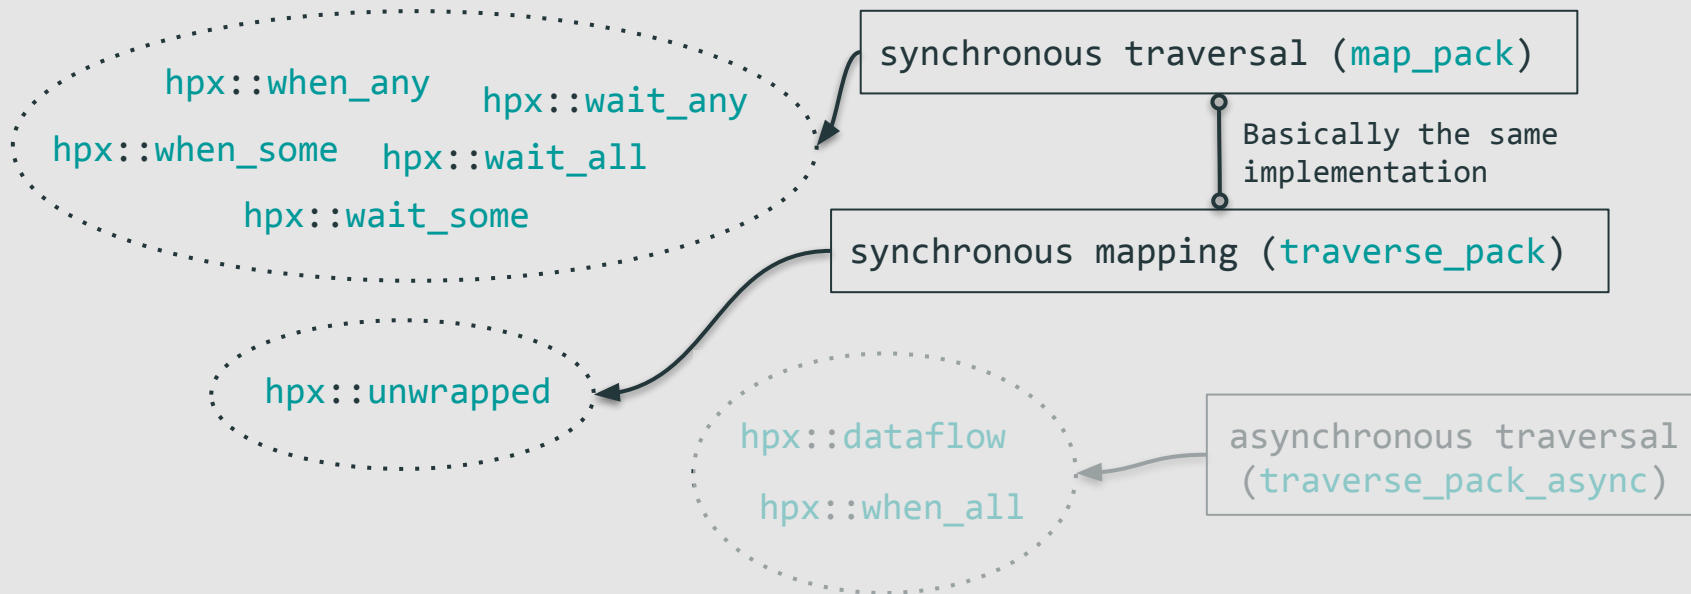 synchronous traversal (map_pack)
hpx::when_any
hpx::wait_any
hpx::when_some
hpx::wait_all
hpx::wait_some
Basically the same
implementation
synchronous mapping (traverse_pack)
hpx::unwrapped
hpx::dataflow
hpx::when_all
asynchronous traversal
(traverse_pack_async)